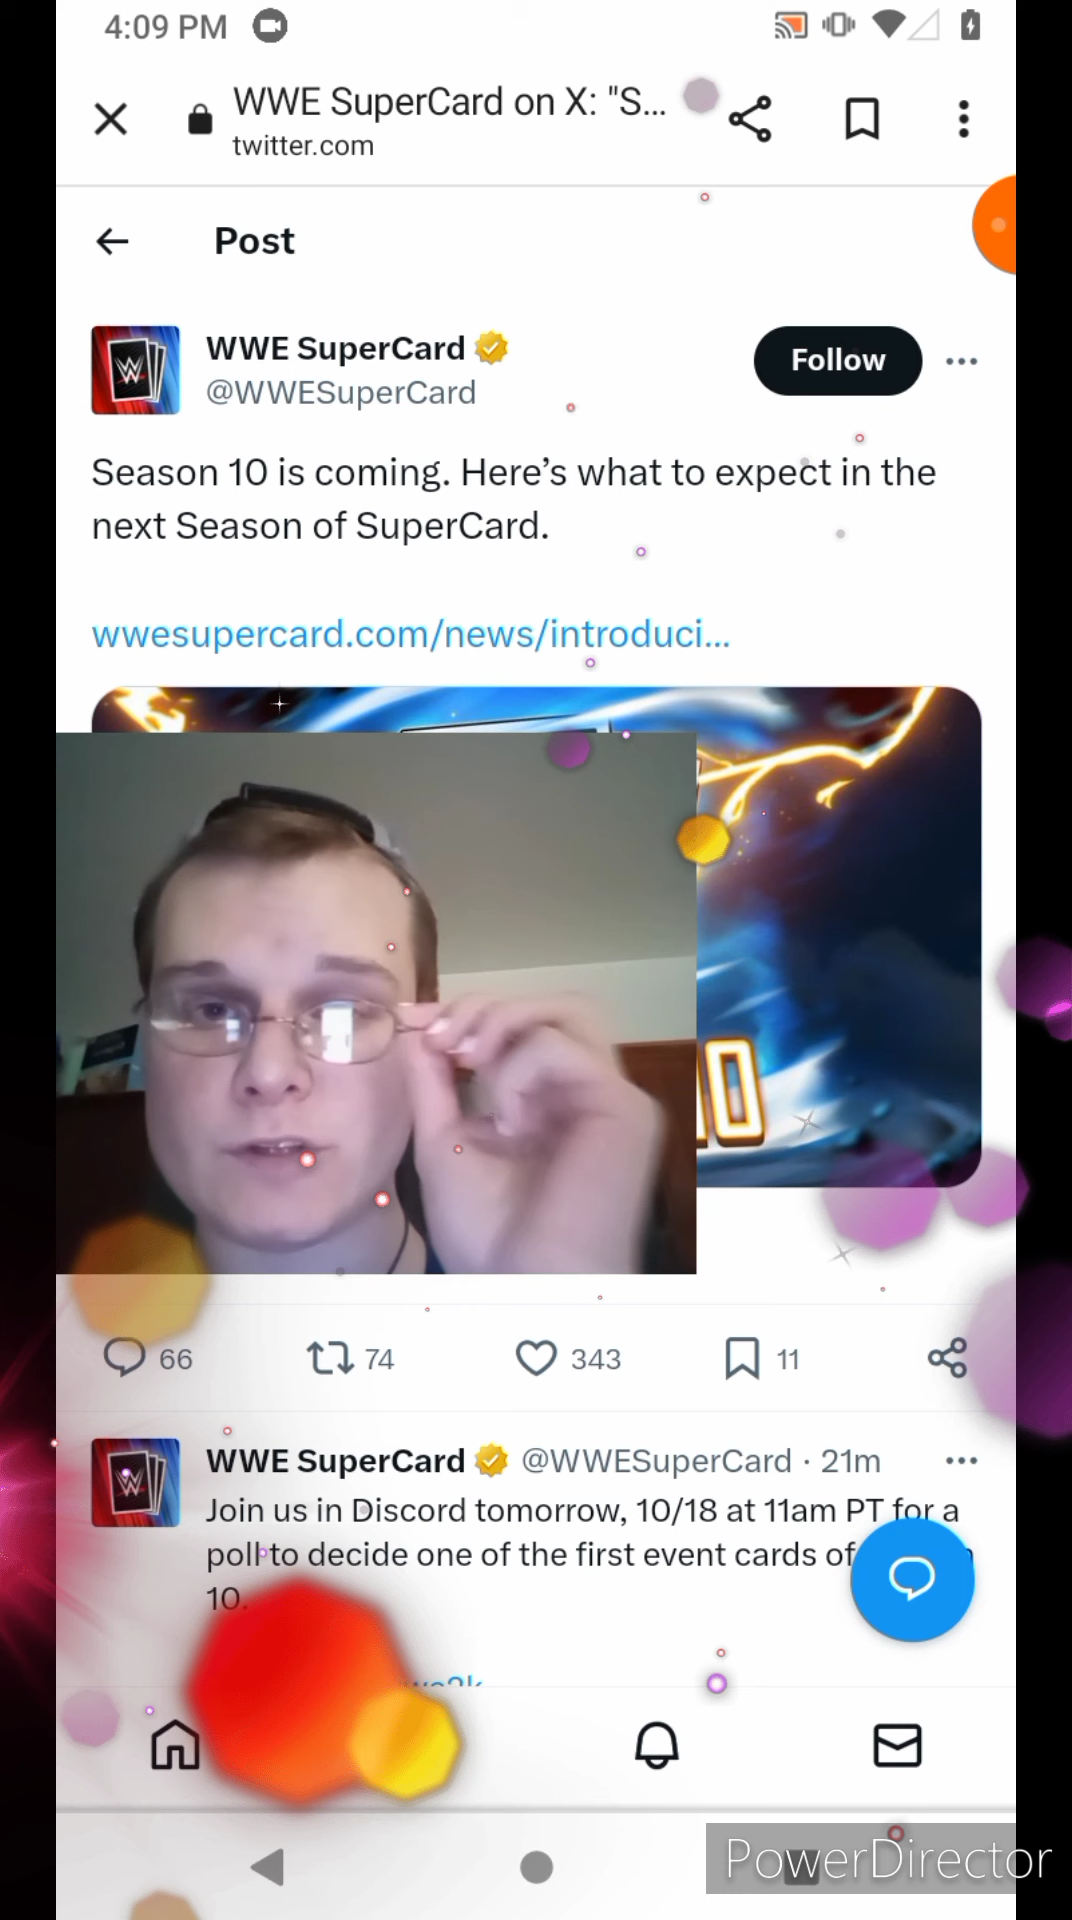 4:09 PM
WWE SuperCard on X: "S...
twitter.com
Post
WWE SuperCard
Follow
@WWESuperCard
Season 10 is coming. Here’s what to expect in the
next Season of SuperCard.
wwesupercard.com/news/introduci...
66
74
343
11
WWE SuperCard @WWESuperCard · 21m
Join us in Discord tomorrow, 10/18 at 11am PT for a
poll to decide one of the first event cards of
10.
PowerDirector